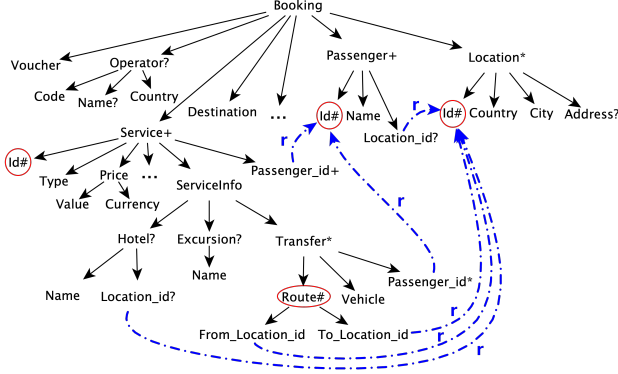 Booking
Voucher
Operator?
Passenger+
Location*
Code
Name?
Country
Destination
...
Id#
Name
Location_id?
r
Id#
Country
City
Address?
Service+
r
Id#
Type
Price
...
ServiceInfo
Passenger_id+
r
Value
Currency
Hotel?
Excursion?
Transfer*
Name
Location_id?
Name
Route#
Vehicle
Passenger_id*
From_Location_id
To_Location_id
r
r
r